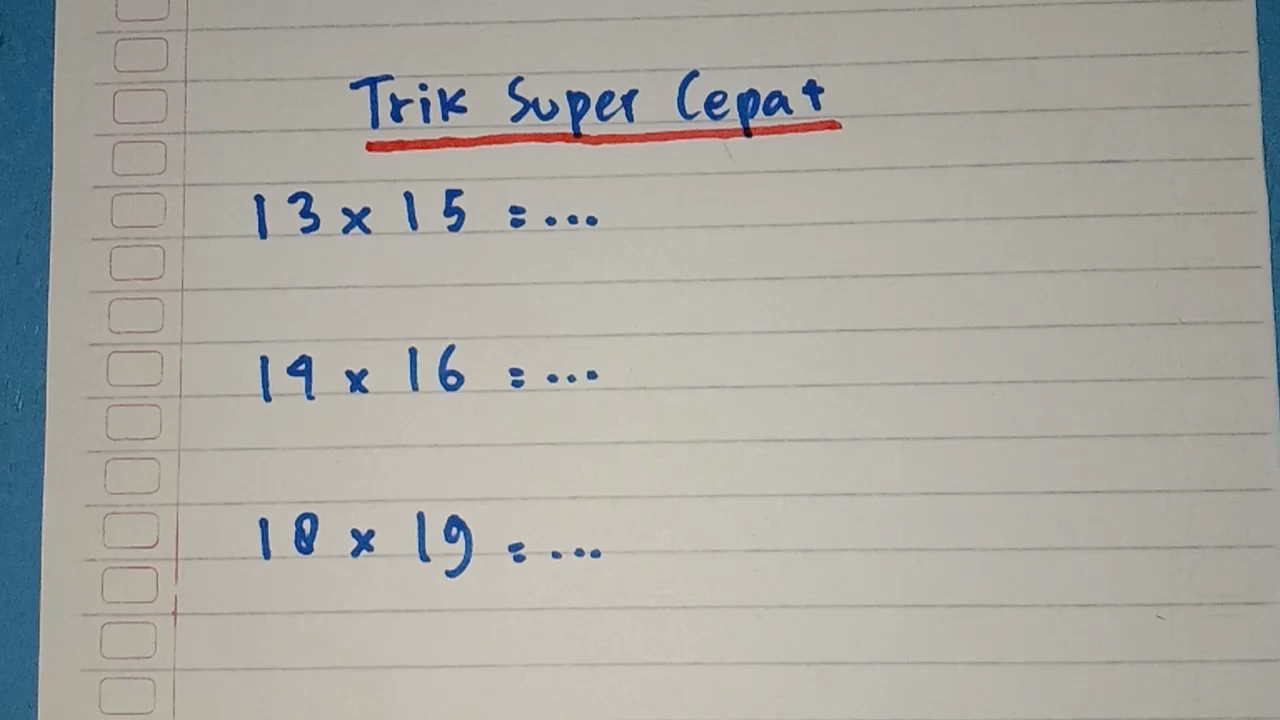 Trik Super Cepat
13 x 15 = ...
14 x 16 = ...
18 x 19 = ...